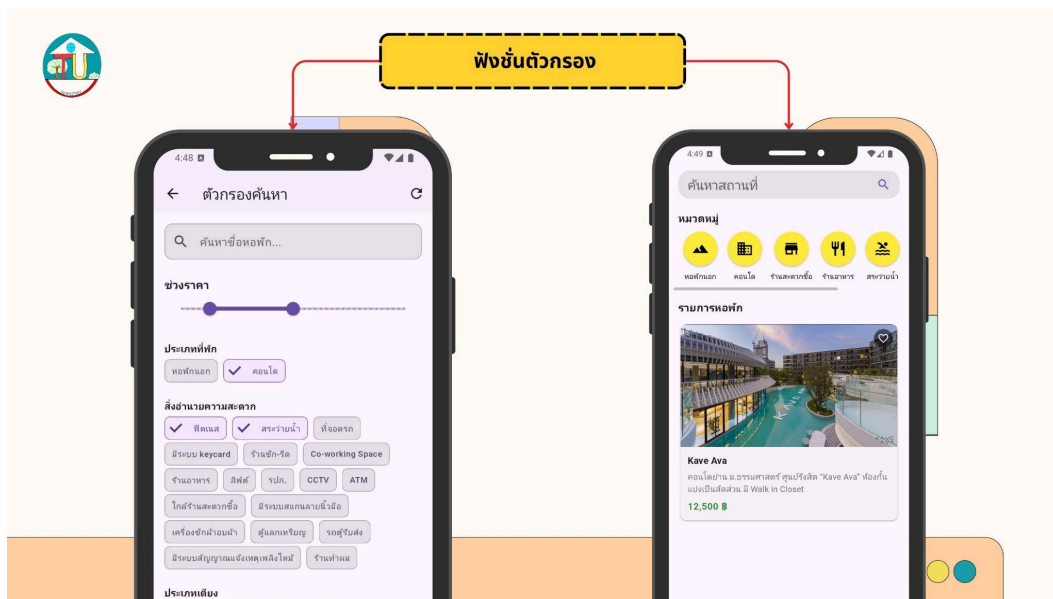 TU
ฟังชั่นตัวกรอง
4:48
ตัวกรองค้นหา
ค้นหาชื่อหอพัก...
ช่วงราคา
ประเภทที่พัก
หอพักนอก คอนโด
สิ่งอำนวยความสะดวก
ฟิตเนส สระว่ายน้ำ ที่จอดรถ
มีระบบ keycard ร้านซัก-รีด Co-working Space
ร้านอาหาร ลิฟต์ รปภ. CCTV ATM
ใกล้ร้านสะดวกซื้อ มีระบบสแกนลายนิ้วมือ
เครื่องซักผ้าอบผ้า ตู้แลกเหรียญ รถตู้รับส่ง
มีระบบสัญญาณแจ้งเหตุเพลิงไหม้ ร้านทำผม
ประเภทเตียง
4:49
ค้นหาสถานที่
หมวดหมู่
หอพักนอก คอนโด ร้านสะดวกซื้อ ร้านอาหาร สระว่ายน้ำ
รายการหอพัก
KAVE
KAVE
Kave Ava
คอนโดย่าน ม.ธรรมศาสตร์ ศูนย์รังสิต "Kave Ava" ห้องกั้น
แบ่งเป็นสัดส่วน มี Walk in Closet
12,500 ฿